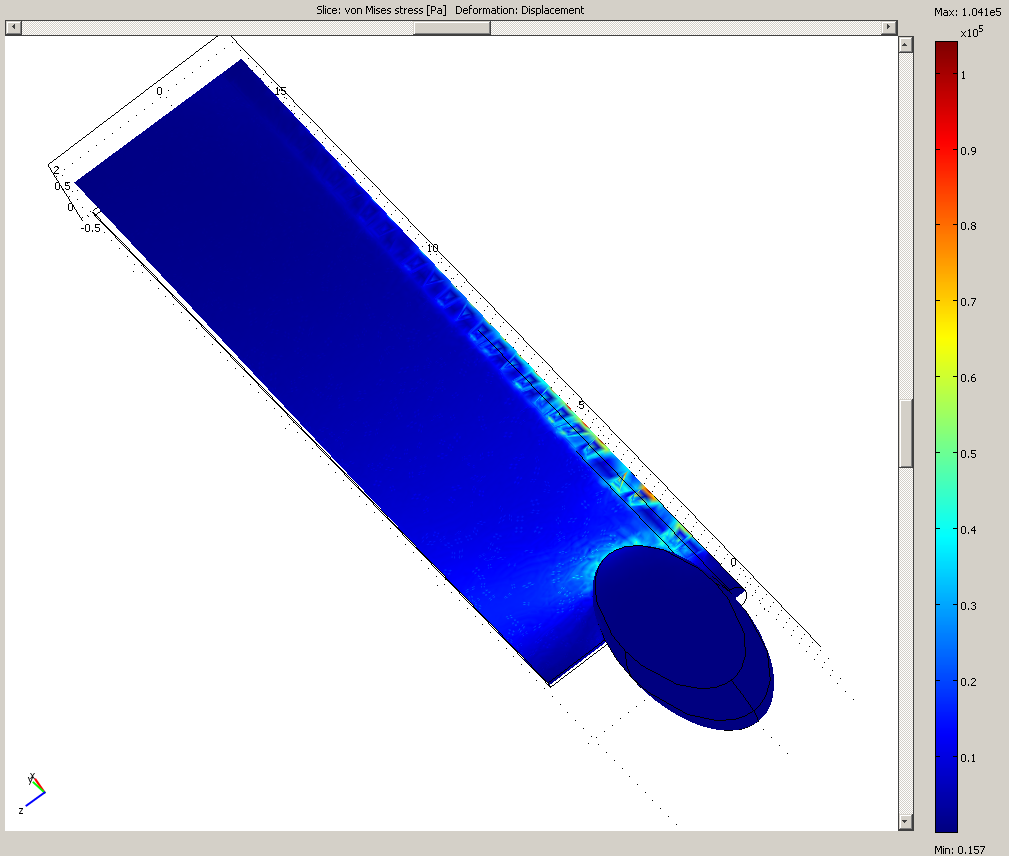 Slice: von Mises stress [Pa] Deformation: Displacement
Max: 1.041e5
x10^5
0
15
1
0.9
2
0.5
0
-0.5
0.8
10
0.7
0.6
5
0.5
0.4
0
0.3
0.2
0.1
x
y
z
Min: 0.157